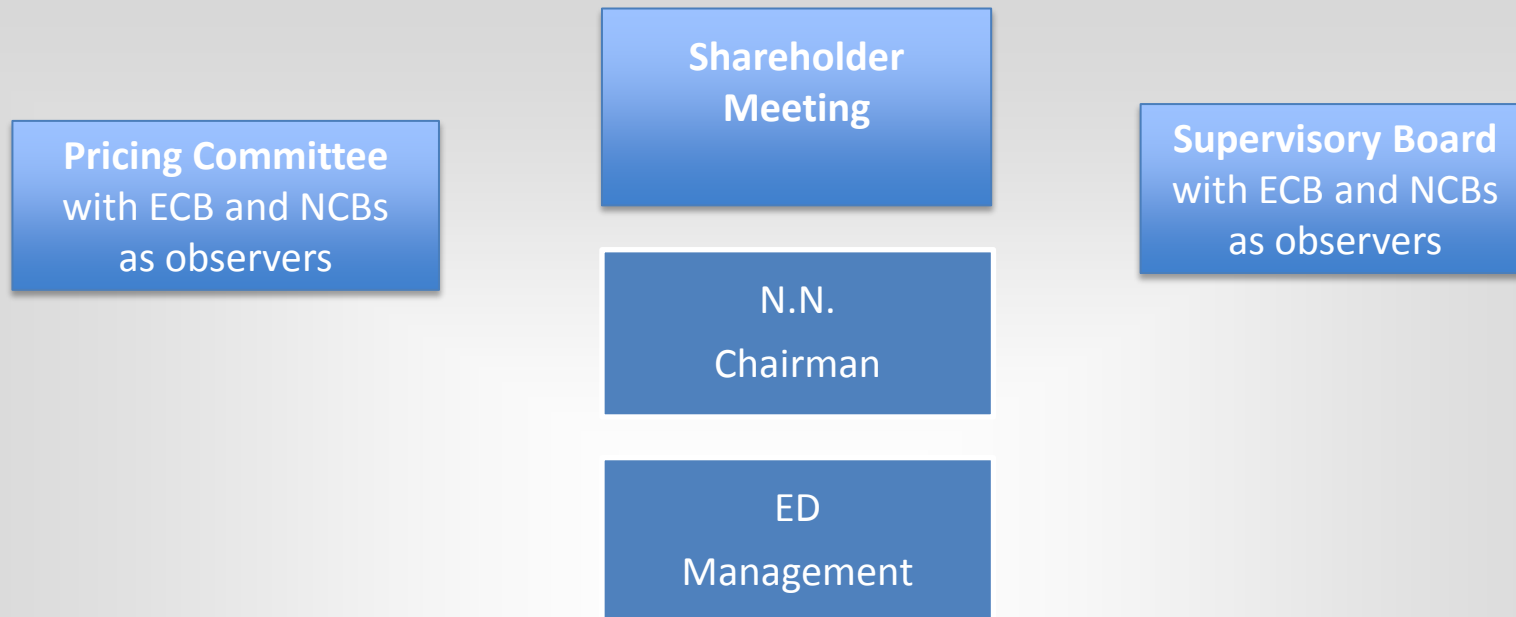 Shareholder
Meeting
Pricing Committee
with ECB and NCBs
as observers
Supervisory Board
with ECB and NCBs
as observers
N.N.
Chairman
ED
Management